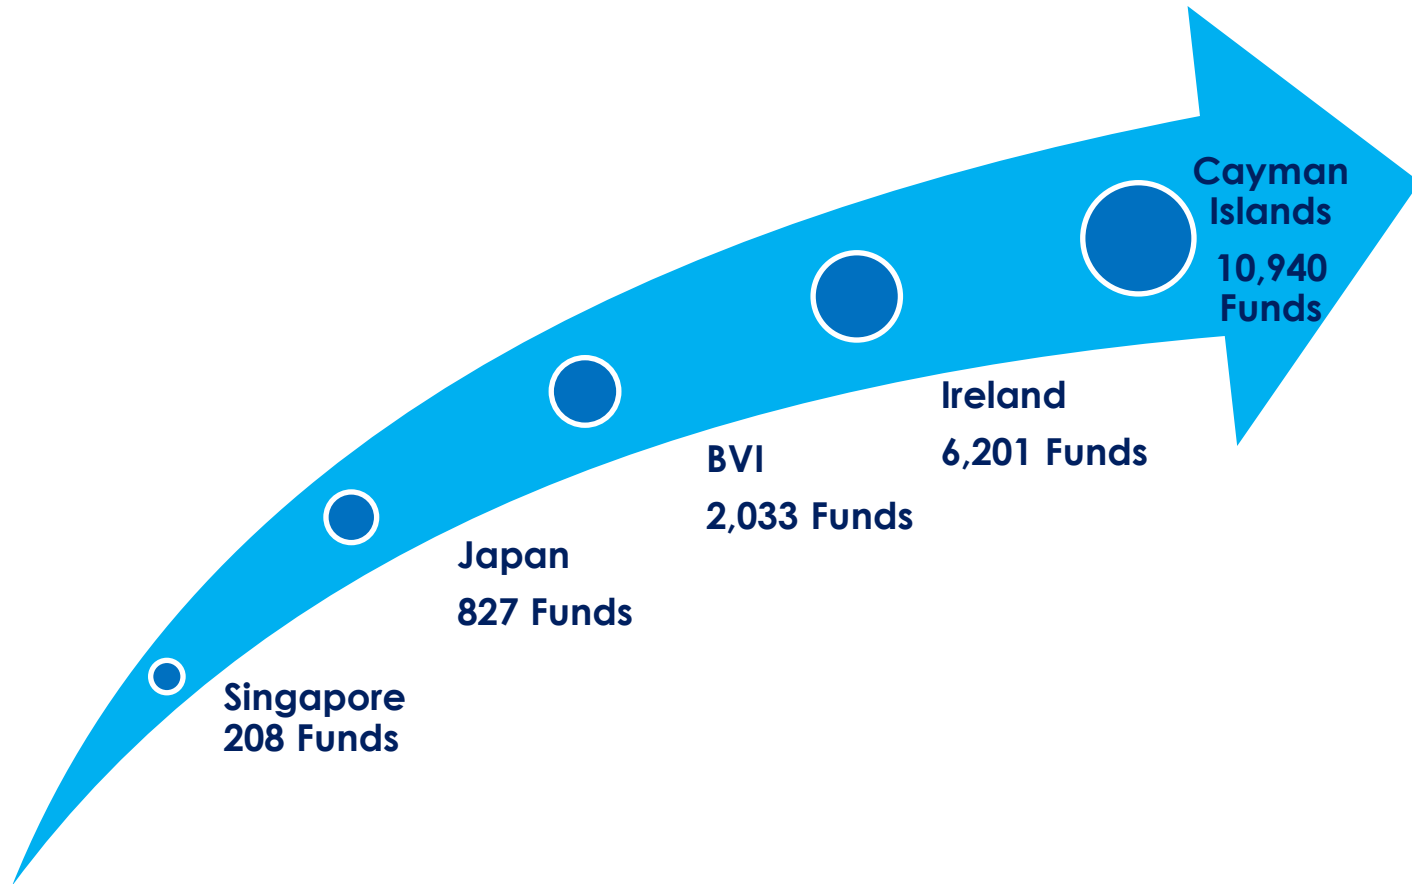 Cayman
Islands
10,940
Funds
Ireland
6,201 Funds
BVI
2,033 Funds
Japan
827 Funds
Singapore
208 Funds